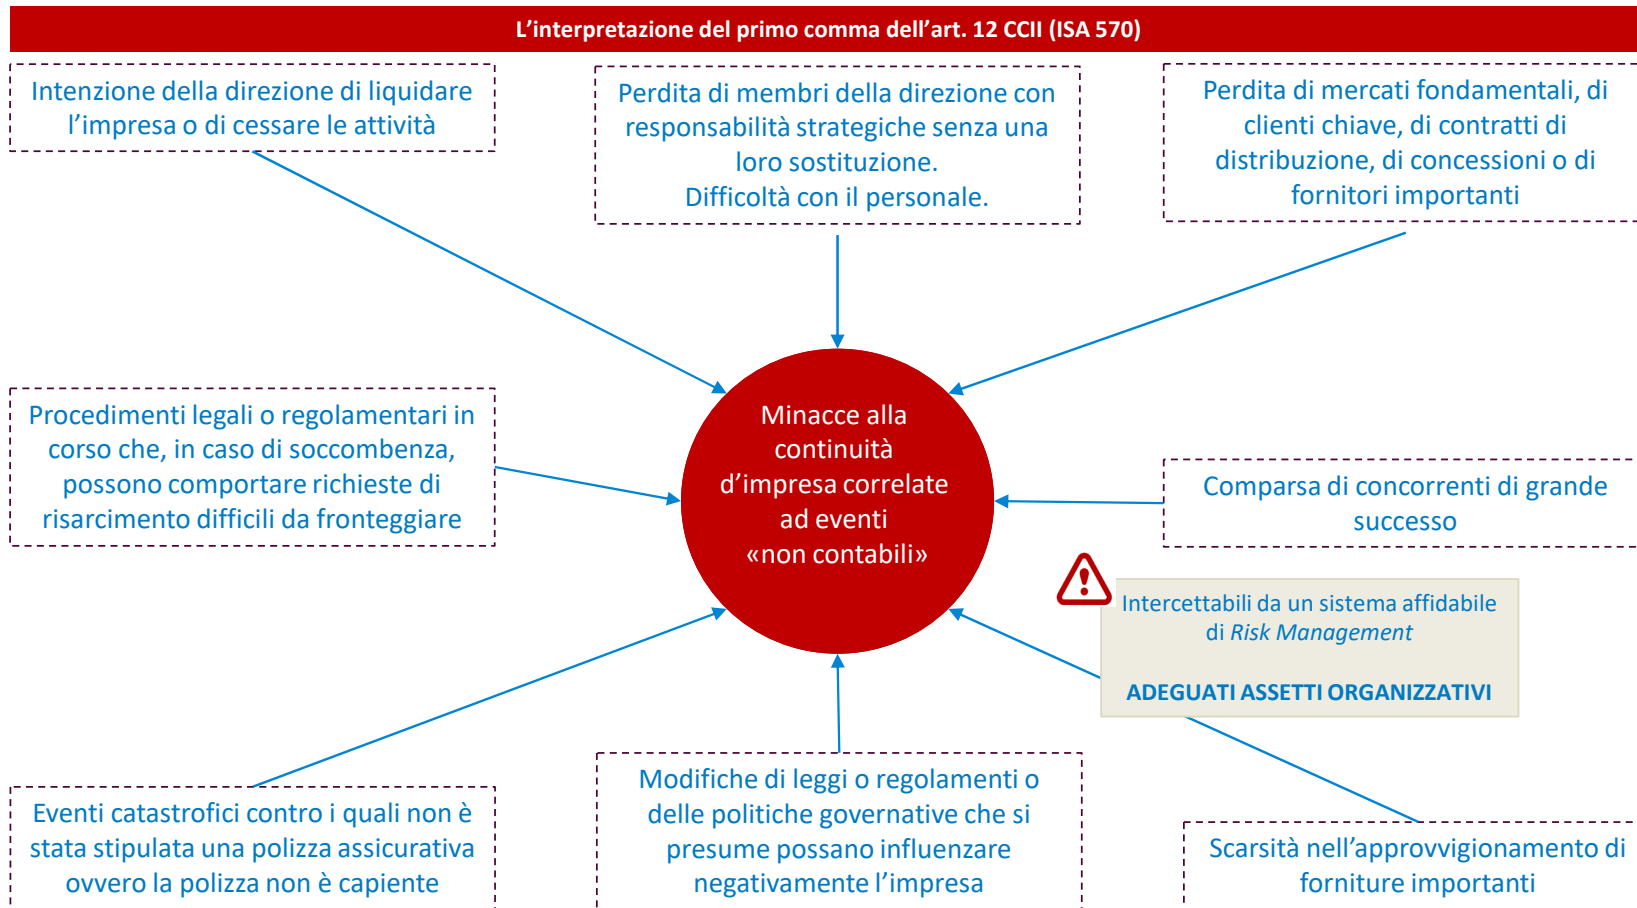 L'interpretazione del primo comma dell'art. 12 CCII (ISA 570)
Intenzione della direzione di liquidare
l'impresa o di cessare le attività
Perdita di membri della direzione con
responsabilità strategiche senza una
loro sostituzione.
Difficoltà con il personale.
Perdita di mercati fondamentali, di
clienti chiave, di contratti di
distribuzione, di concessioni o di
fornitori importanti
Procedimenti legali o regolamentari in
corso che, in caso di soccombenza,
possono comportare richieste di
risarcimento difficili da fronteggiare
Minacce alla
continuità
d'impresa correlate
ad eventi
«non contabili»
Comparsa di concorrenti di grande
successo
Intercettabili da un sistema affidabile
di Risk Management
ADEGUATI ASSETTI ORGANIZZATIVI
Eventi catastrofici contro i quali non è
stata stipulata una polizza assicurativa
ovvero la polizza non è capiente
Modifiche di leggi o regolamenti o
delle politiche governative che si
presume possano influenzare
negativamente l'impresa
Scarsità nell'approvvigionamento di
forniture importanti